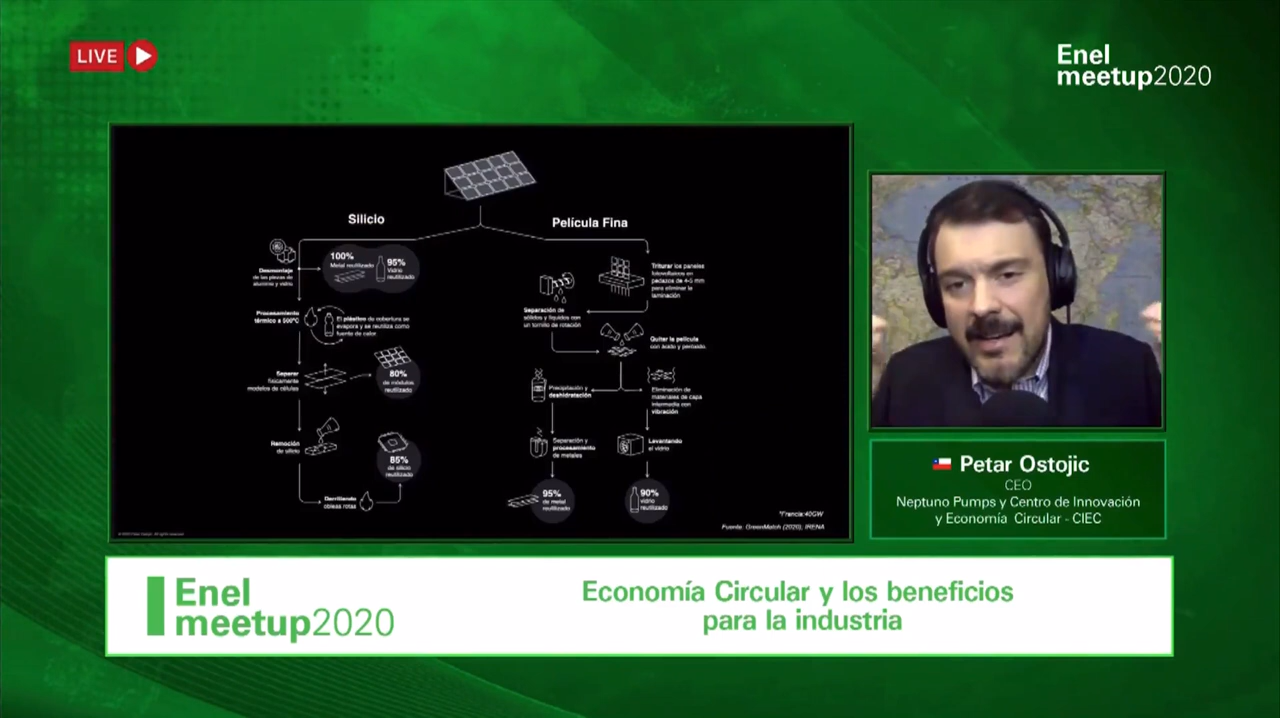 LIVE
Enel
meetup2020
Silicio
Película Fina
Desmontaje
de las piezas de
aluminio y vidrio
100%
Metal reutilizado
95%
Vidrio
reutilizado
Procesamiento
térmico a 500ºC
El plástico de cobertura se
evapora y se reutiliza como
fuente de calor.
Separar
físicamente
modelos de células
80%
de módulos
reutilizado
Remoción
de silicio
85%
de silicio
reutilizado
Derritiendo
obleas rotas
Triturar los paneles
fotovoltaicos en
pedazos de 4-5 mm
para eliminar la
laminación
Separación de
sólidos y líquidos con
un tornillo de rotación
Quitar la película
con ácido y peróxido.
Precipitación y
deshidratación
Eliminación de
materiales de capa
intermedia con
vibración
Separación y
procesamiento
de metales
Levantando
el vidrio
95%
de metal
reutilizado
90%
vidrio
reutilizado
*Francia:40GW
Fuente: GreenMatch (2020), IRENA
Petar Ostojic
CEO
Neptuno Pumps y Centro de Innovación
y Economía Circular - CIEC
Enel
meetup2020
Economía Circular y los beneficios
para la industria